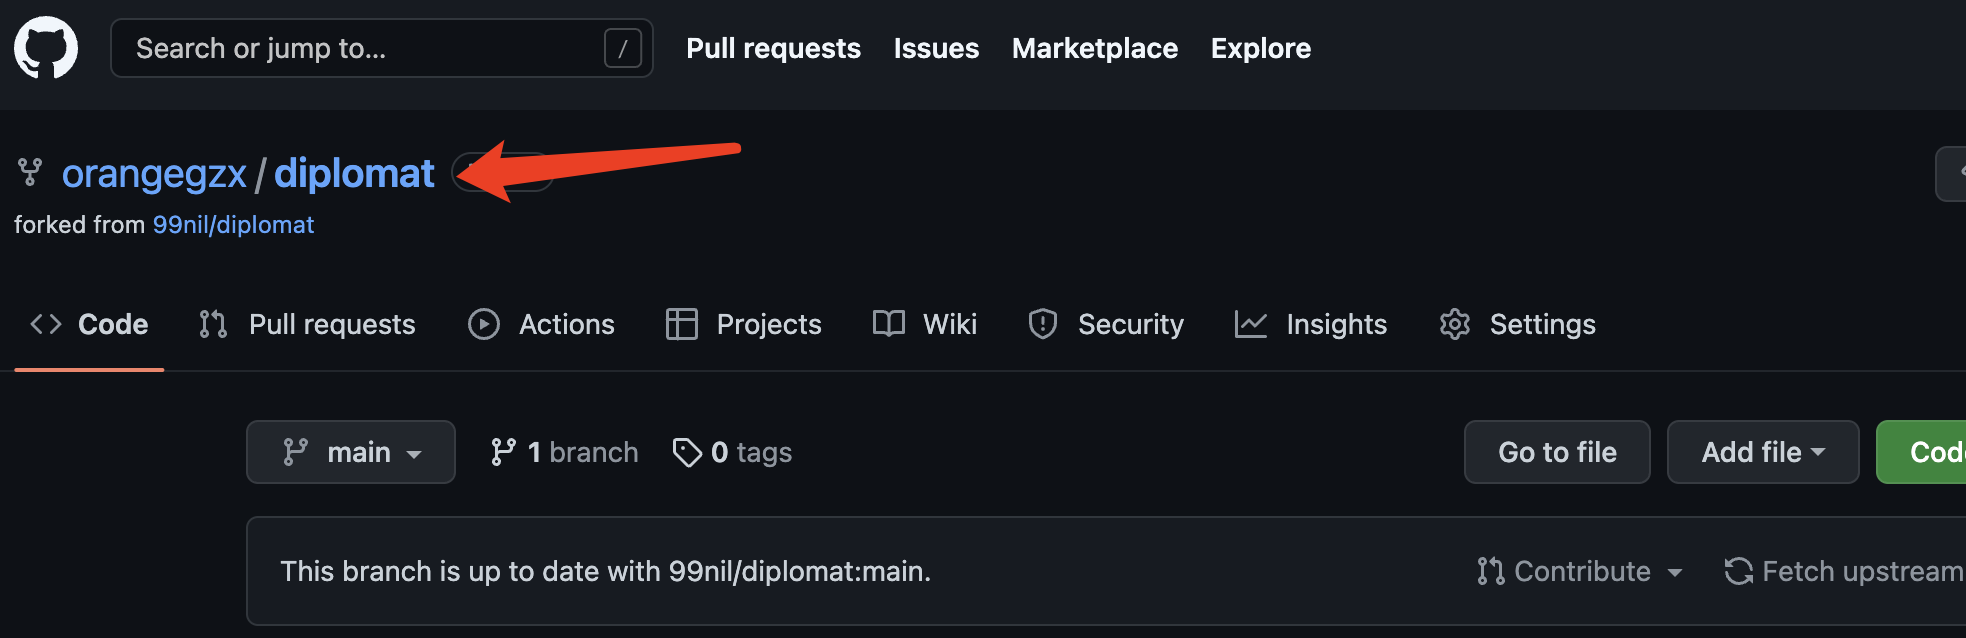 Search or jump to... / Pull requests Issues Marketplace Explore
orangegzx / diplomat
forked from 99nil/diplomat
Code Pull requests Actions Projects Wiki Security Insights Settings
main 1 branch 0 tags Go to file Add file
This branch is up to date with 99nil/diplomat:main. Contribute Fetch upstream